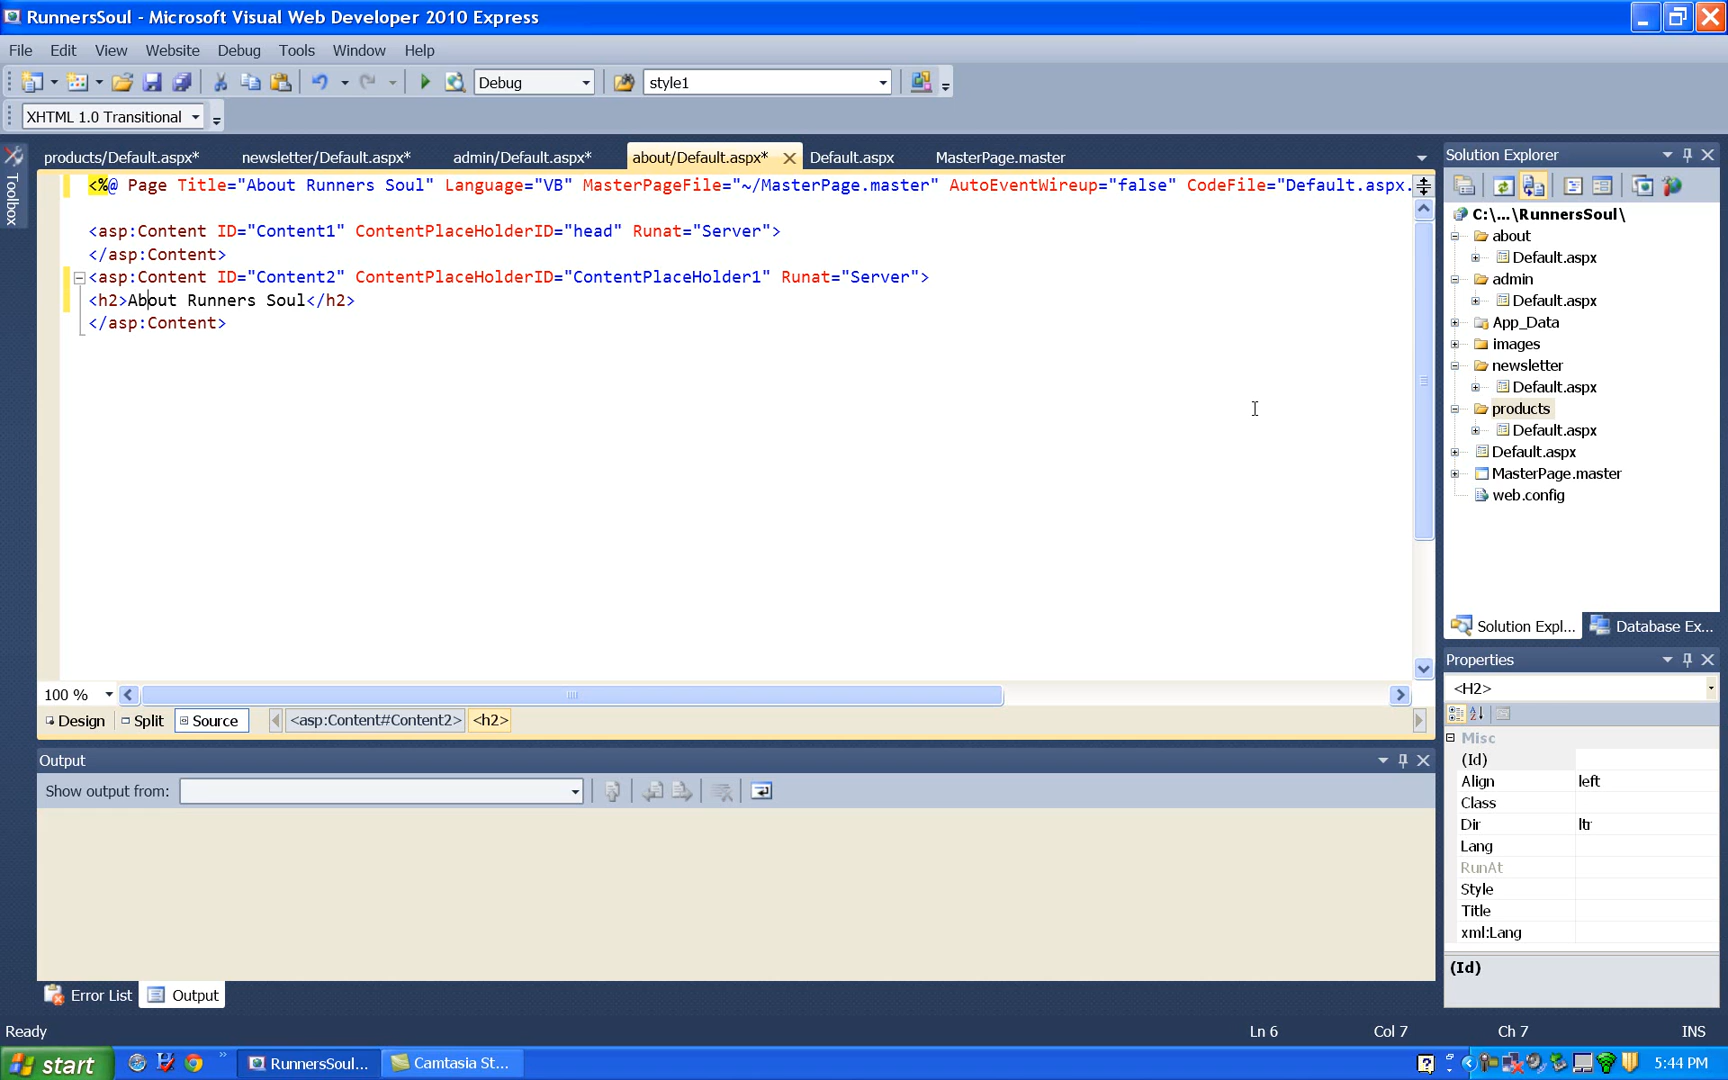 RunnersSoul - Microsoft Visual Web Developer 2010 Express
File Edit View Website Debug Tools Window Help
Debug style1
XHTML 1.0 Transitional
products/Default.aspx* newsletter/Default.aspx* admin/Default.aspx* about/Default.aspx* Default.aspx MasterPage.master
Toolbox
<%@ Page Title="About Runners Soul" Language="VB" MasterPageFile="~/MasterPage.master" AutoEventWireup="false" CodeFile="Default.aspx.
<asp:Content ID="Content1" ContentPlaceHolderID="head" Runat="Server">
</asp:Content>
<asp:Content ID="Content2" ContentPlaceHolderID="ContentPlaceHolder1" Runat="Server">
<h2>About Runners Soul</h2>
</asp:Content>
100 %
Design Split Source <asp:Content#Content2> <h2>
Output
Show output from:
Error List Output
Solution Explorer
C:\...\RunnersSoul\
about
Default.aspx
admin
Default.aspx
App_Data
images
newsletter
Default.aspx
products
Default.aspx
Default.aspx
MasterPage.master
web.config
Solution Expl... Database Ex...
Properties
<H2>
Misc
(Id)
Align left
Class
Dir ltr
Lang
RunAt
Style
Title
xml:Lang
(Id)
Ready Ln 6 Col 7 Ch 7 INS
start RunnersSoul... Camtasia St... 5:44 PM